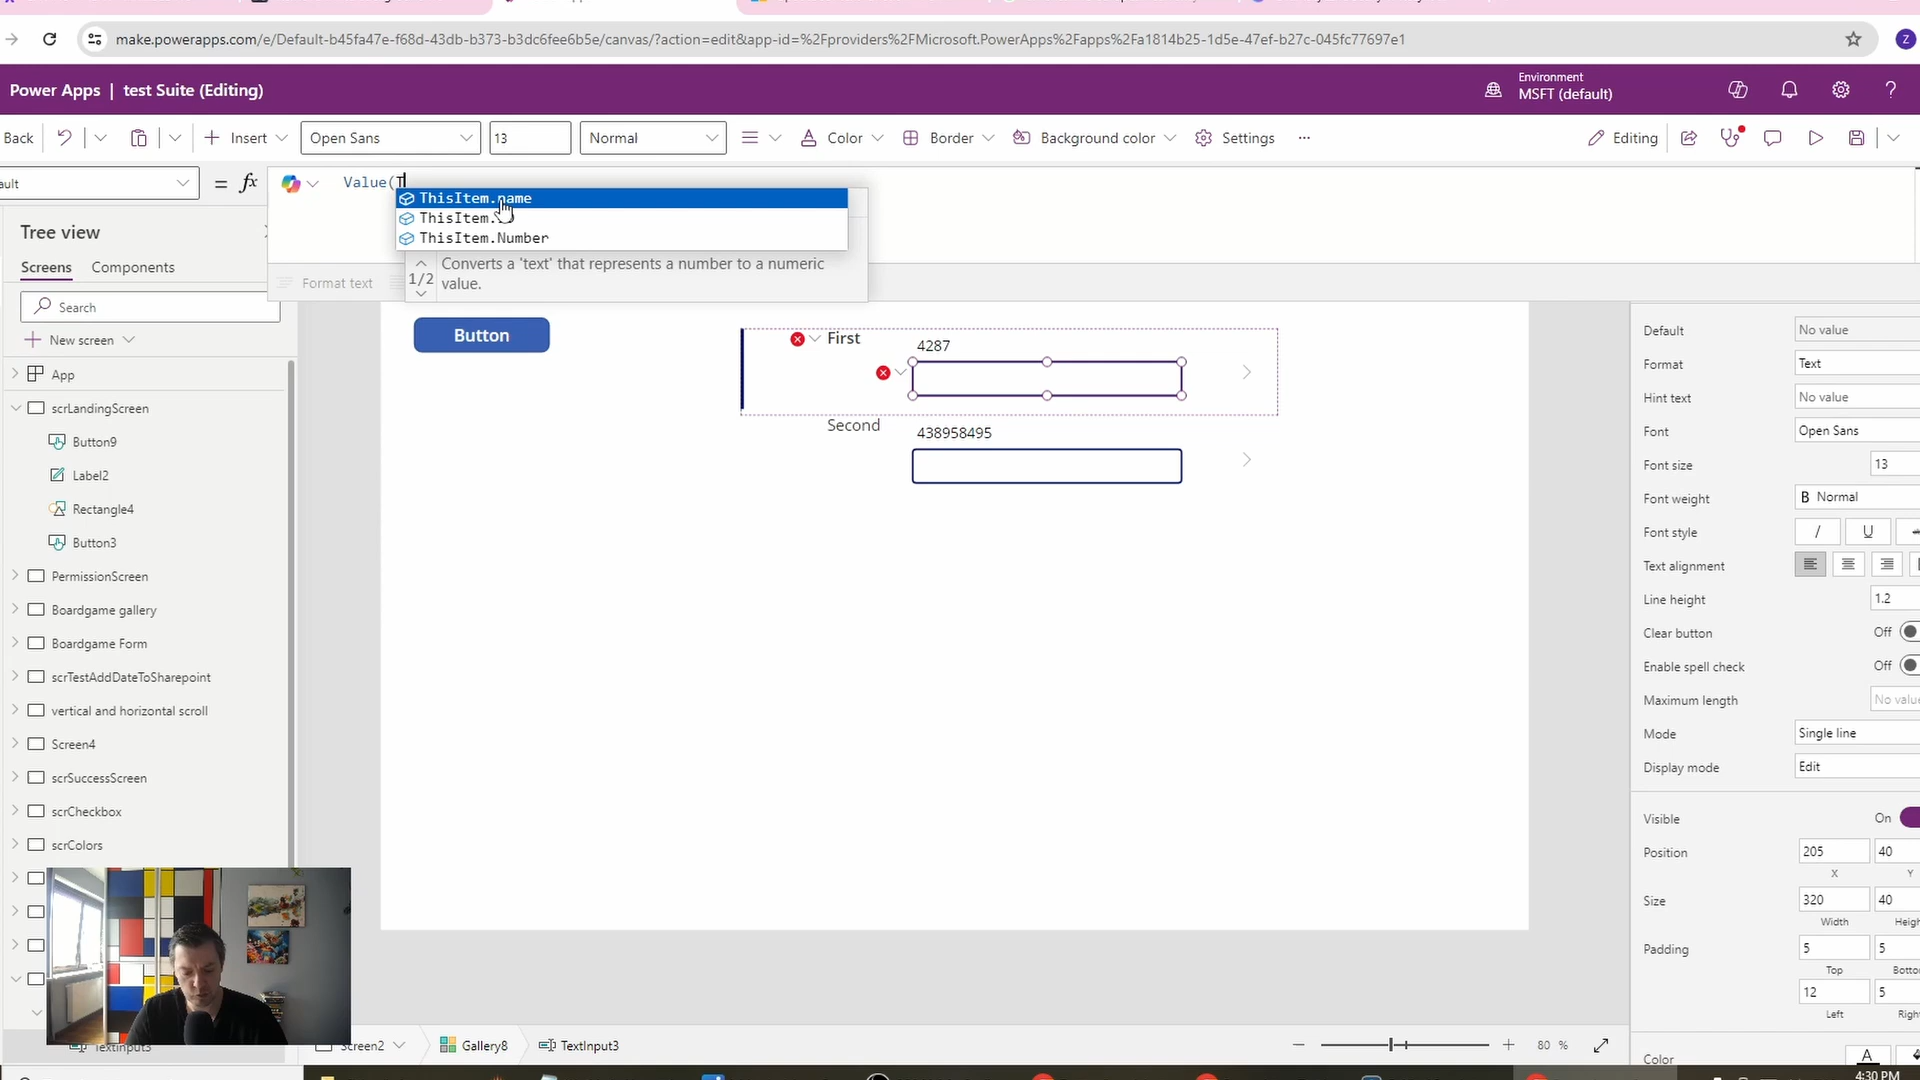 make.powerapps.com/e/Default-b45fa47e-f68d-43db-b373-b3dc6fee6b5e/canvas/?action=edit&app-id=%2Fproviders%2FMicrosoft.PowerApps%2Fapps%2Fa1814b25-1d5e-47ef-b27c-045fc77697e1
Z
Power Apps | test Suite (Editing)
Environment
MSFT (default)
Back
Insert
Open Sans
13
Normal
Color
Border
Background color
Settings
Editing
ault
= fx
Value(T
ThisItem.name
ThisItem.
ThisItem.Number
1/2
Converts a 'text' that represents a number to a numeric
value.
Format text
Tree view
Screens
Components
Search
New screen
App
scrLandingScreen
Button9
Label2
Rectangle4
Button3
PermissionScreen
Boardgame gallery
Boardgame Form
scrTestAddDateToSharepoint
vertical and horizontal scroll
Screen4
scrSuccessScreen
scrCheckbox
scrColors
TextInput3
Button
First
4287
Second
438958495
Default
No value
Format
Text
Hint text
No value
Font
Open Sans
Font size
13
Font weight
B Normal
Font style
/ U
Text alignment
Line height
1.2
Clear button
Off
Enable spell check
Off
Maximum length
No value
Mode
Single line
Display mode
Edit
Visible
On
Position
205
40
X
Y
Size
320
40
Width
Heigh
Padding
5
5
Top
Botto
12
5
Left
Right
Color
A
Screen2
Gallery8
TextInput3
80 %
4:30 PM